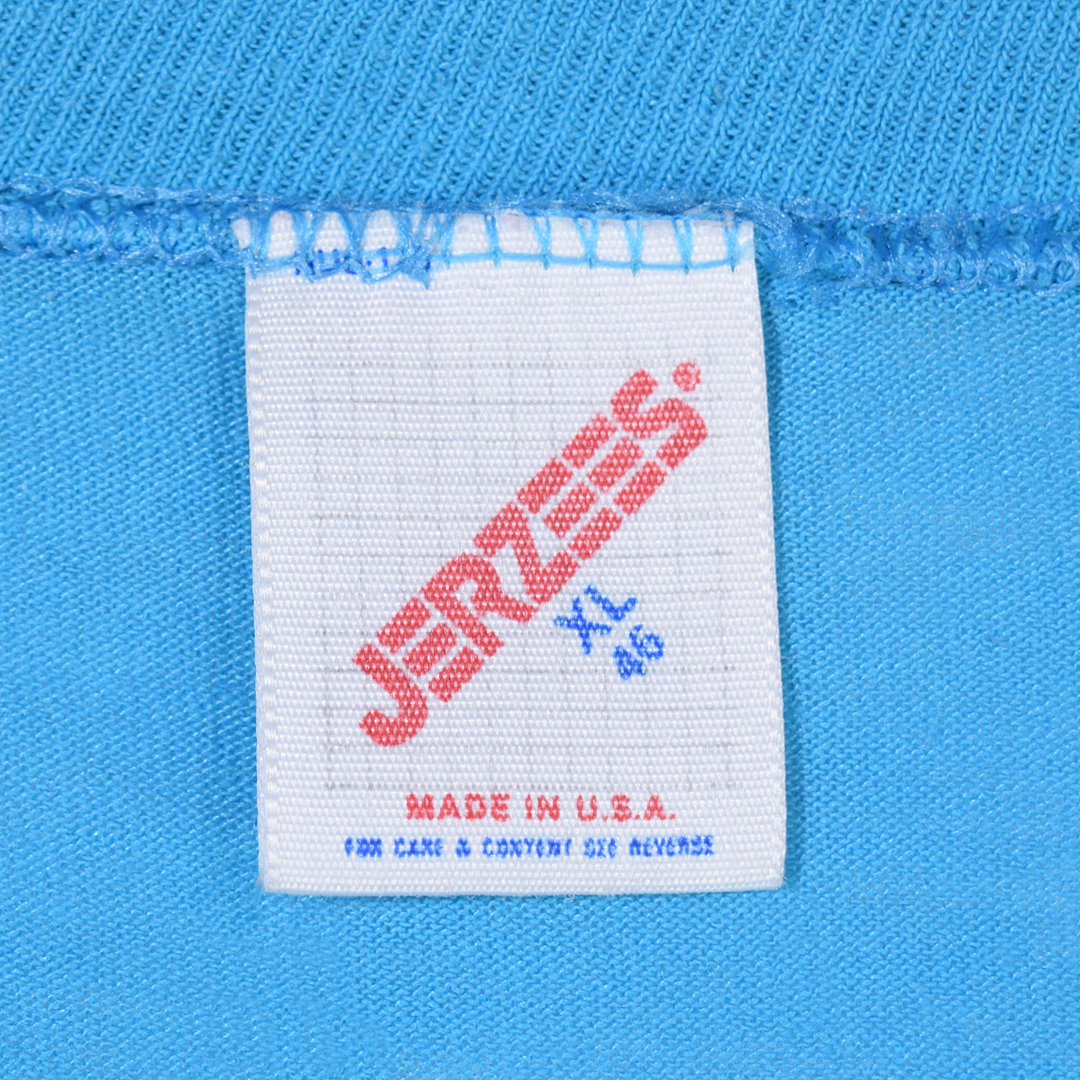 JERZEES.
XL
46
MADE IN U.S.A.
FOR CARE & CONTENT SEE REVERSE